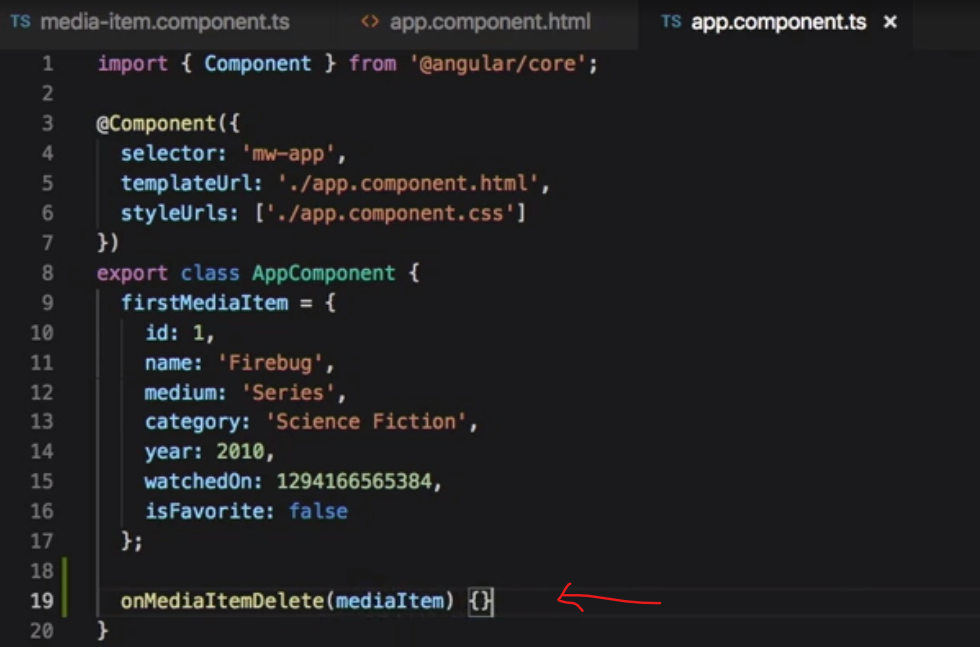 TS media-item.component.ts <> app.component.html TS app.component.ts ×
1 import { Component } from '@angular/core';
2
3 @Component({
4 selector: 'mw-app',
5 templateUrl: './app.component.html',
6 styleUrls: ['./app.component.css']
7 })
8 export class AppComponent {
9 firstMediaItem = {
10 id: 1,
11 name: 'Firebug',
12 medium: 'Series',
13 category: 'Science Fiction',
14 year: 2010,
15 watchedOn: 1294166565384,
16 isFavorite: false
17 };
18
19 onMediaItemDelete(mediaItem) {}
20 }